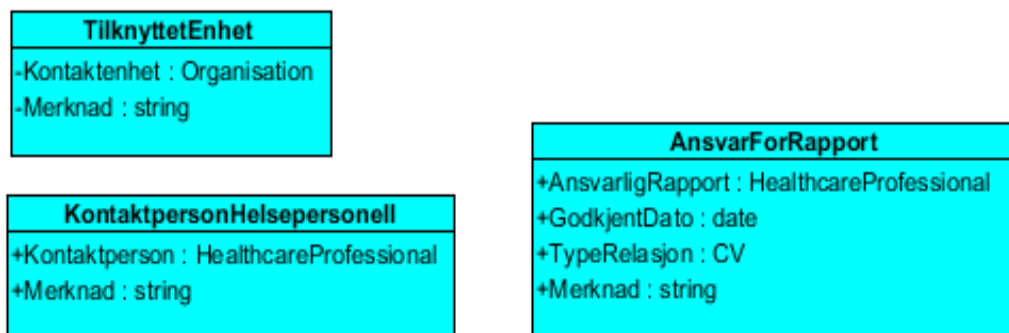 TilknyttetEnhet
-Kontaktenhet : Organisation
-Merknad : string
KontaktpersonHelsepersonell
+Kontaktperson : HealthcareProfessional
+Merknad : string
AnsvarForRapport
+AnsvarligRapport : HealthcareProfessional
+GodkjentDato : date
+TypeRelasjon : CV
+Merknad : string